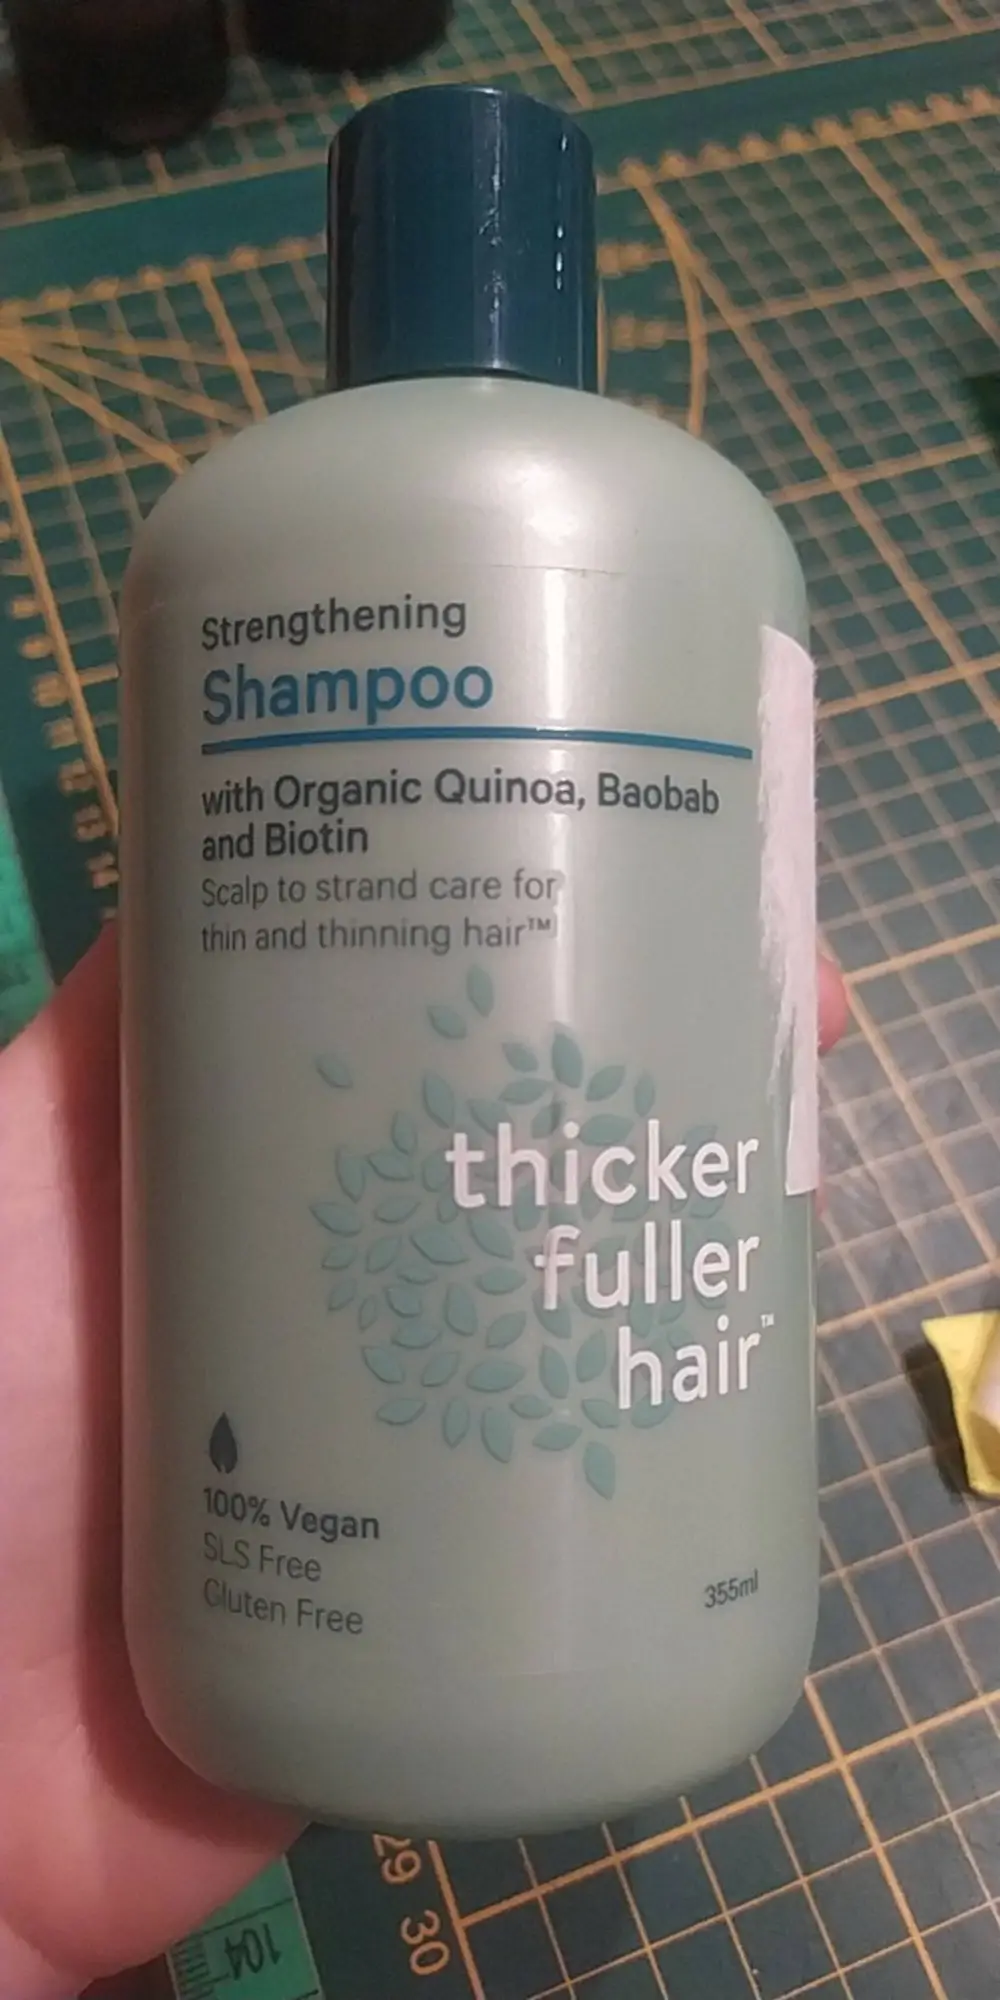 Strengthening
Shampoo
with Organic Quinoa, Baobab
and Biotin
Scalp to strand care for
thin and thinning hair™
thicker
fuller
hair™
100% Vegan
SLS Free
Gluten Free
355ml
29
30
104